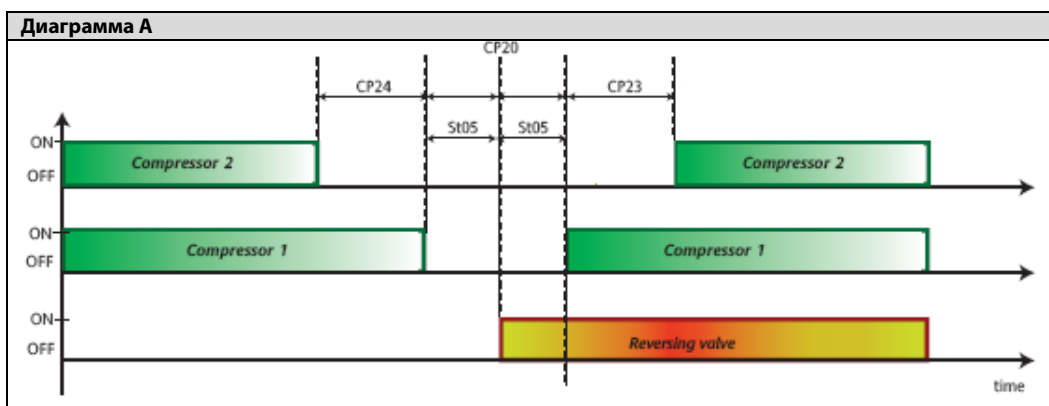 Диаграмма A
CP20
CP24
CP23
St05 St05
ON
OFF
Compressor 2 Compressor 2
ON
OFF
Compressor 1 Compressor 1
ON
OFF
Reversing valve
time